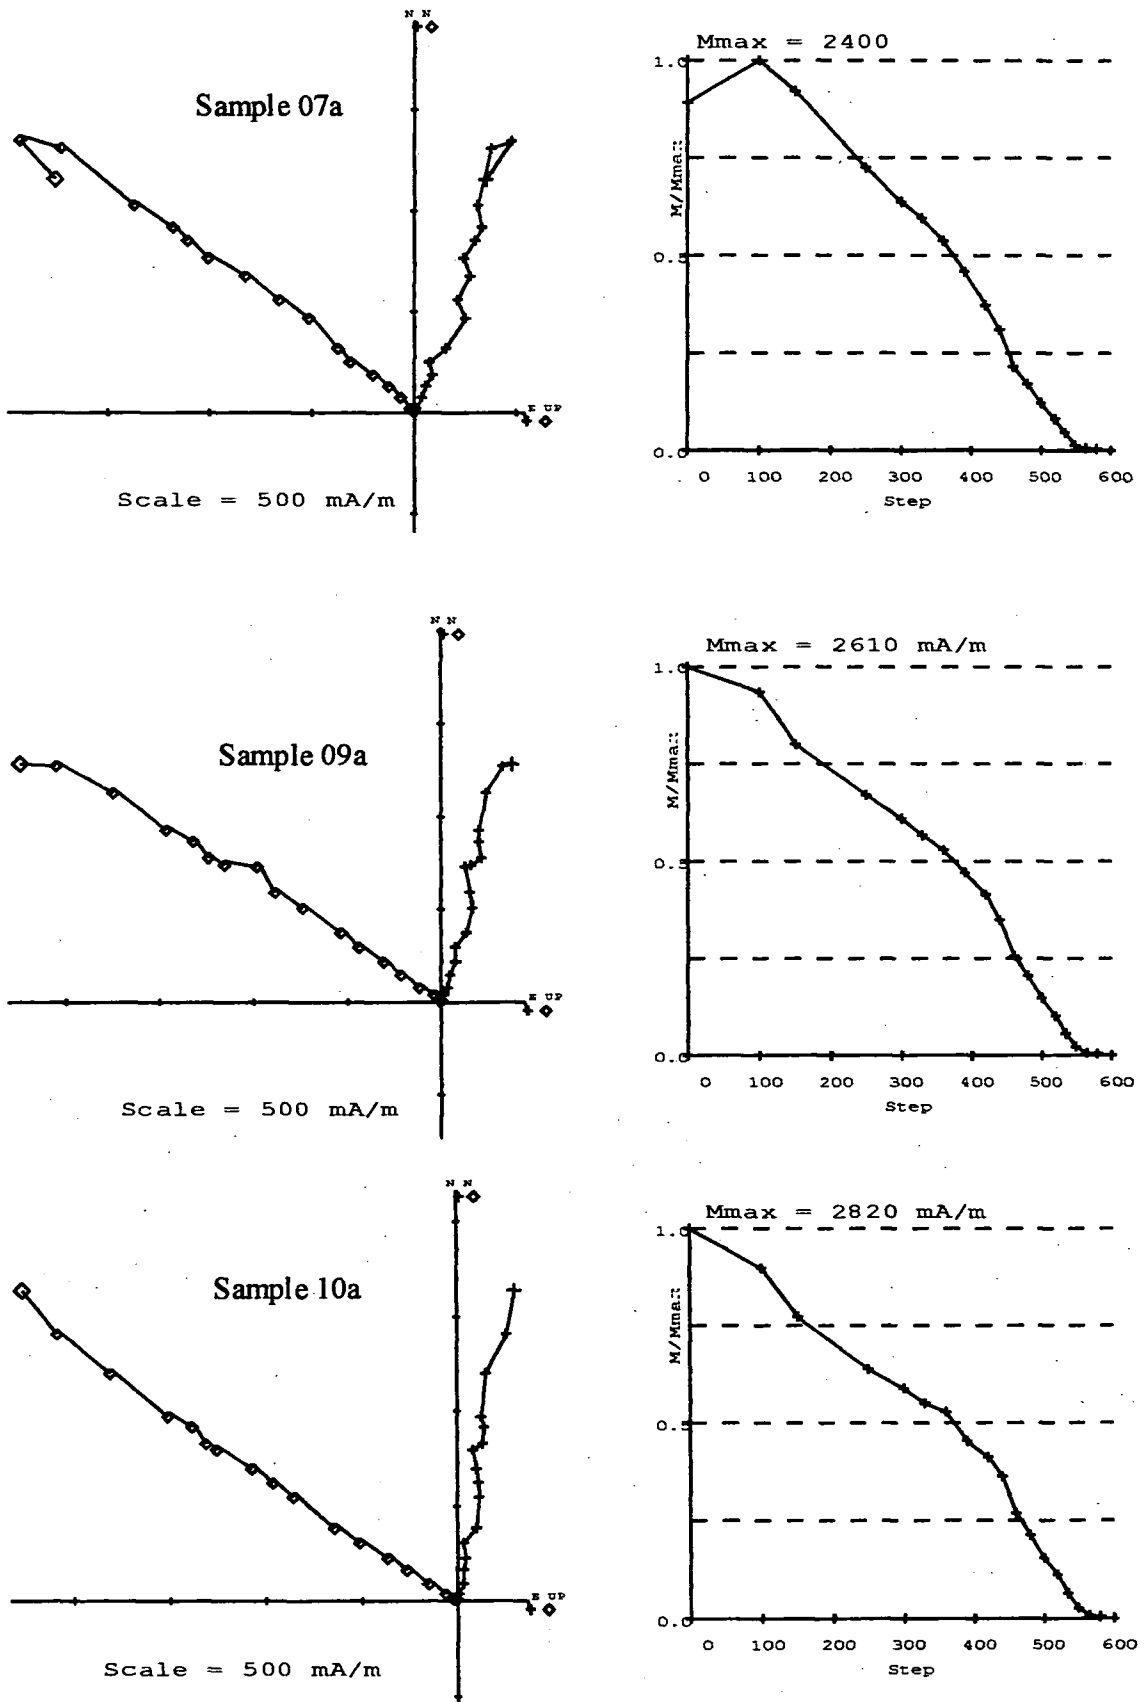 N N
Sample 07a
E UP
Scale = 500 mA/m
Mmax = 2400
1.0
M/Mmax
0.5
0.0
0 100 200 300 400 500 600
Step
N N
Sample 09a
E UP
Scale = 500 mA/m
Mmax = 2610 mA/m
1.0
M/Mmax
0.5
0.0
0 100 200 300 400 500 600
Step
N N
Sample 10a
E UP
Scale = 500 mA/m
Mmax = 2820 mA/m
1.0
M/Mmax
0.5
0.0
0 100 200 300 400 500 600
Step